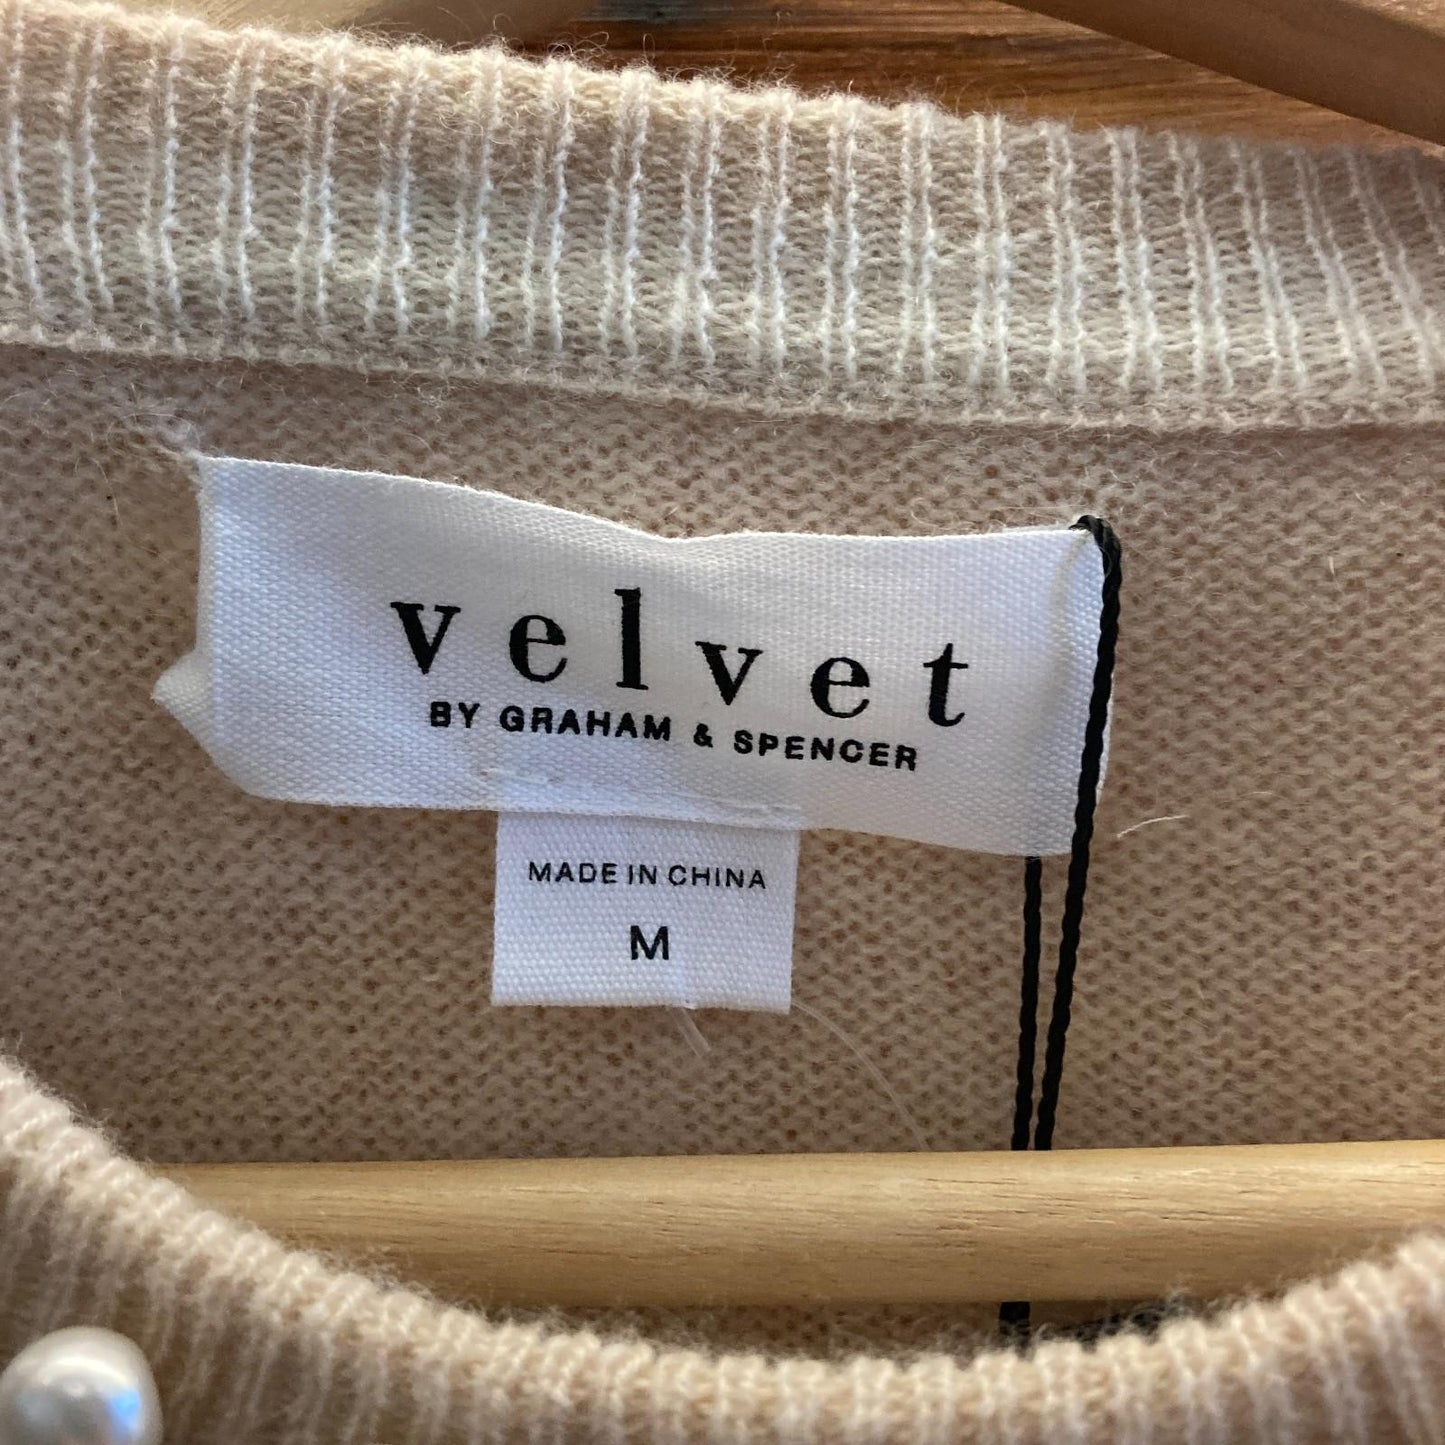 velvet
BY GRAHAM & SPENCER
MADE IN CHINA
M